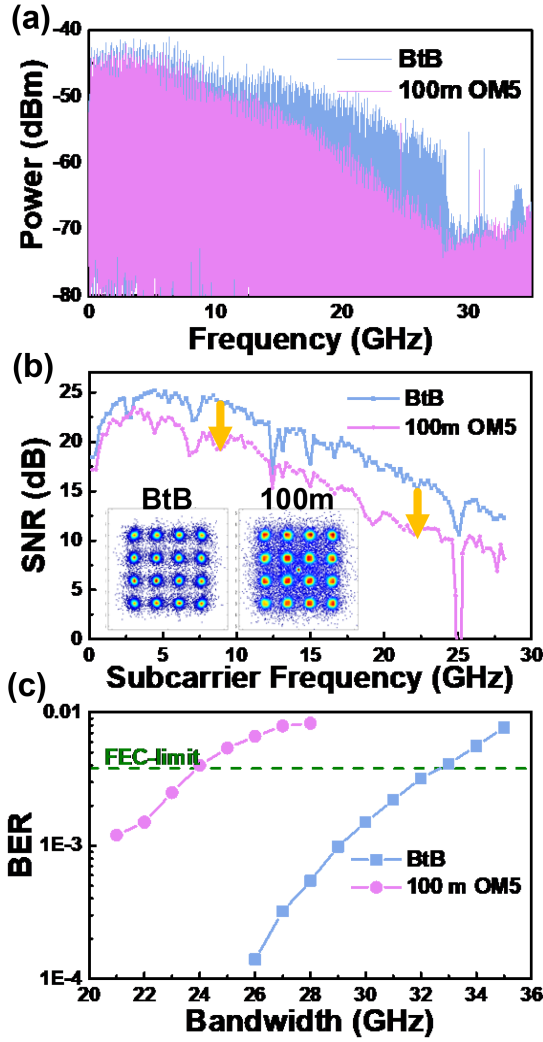 (a)
-40
-50
-60
-70
-80
Power (dBm)
BtB
100m OM5
0 10 20 30
Frequency (GHz)
(b)
25
20
15
10
5
0
SNR (dB)
BtB
100m OM5
BtB 100m
0 5 10 15 20 25 30
Subcarrier Frequency (GHz)
(c)
0.01
1E-3
1E-4
BER
FEC-limit
BtB
100 m OM5
20 22 24 26 28 30 32 34 36
Bandwidth (GHz)